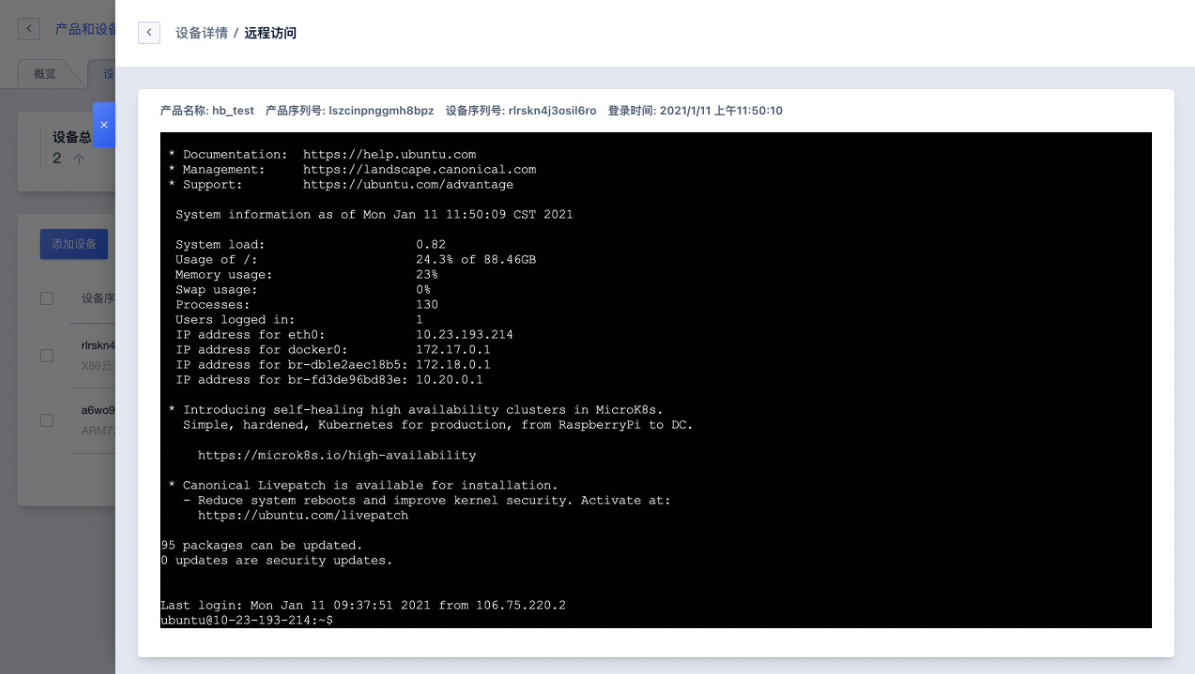 产品和设备
设备详情 / 远程访问
概览
设
产品名称: hb_test 产品序列号: lszcinpnggmh8bpz 设备序列号: rlrskn4j3osil6ro 登录时间: 2021/1/11 上午11:50:10
设备总
2 个
添加设备
设备序
rlrskn4
X86云
a6wo9
ARM7
* Documentation: https://help.ubuntu.com
* Management: https://landscape.canonical.com
* Support: https://ubuntu.com/advantage
System information as of Mon Jan 11 11:50:09 CST 2021
System load: 0.82
Usage of /: 24.3% of 88.46GB
Memory usage: 23%
Swap usage: 0%
Processes: 130
Users logged in: 1
IP address for eth0: 10.23.193.214
IP address for docker0: 172.17.0.1
IP address for br-db1e2aec18b5: 172.18.0.1
IP address for br-fd3de96bd83e: 10.20.0.1
* Introducing self-healing high availability clusters in MicroK8s.
Simple, hardened, Kubernetes for production, from RaspberryPi to DC.
https://microk8s.io/high-availability
* Canonical Livepatch is available for installation.
- Reduce system reboots and improve kernel security. Activate at:
https://ubuntu.com/livepatch
95 packages can be updated.
0 updates are security updates.
Last login: Mon Jan 11 09:37:51 2021 from 106.75.220.2
ubuntu@10-23-193-214:~$